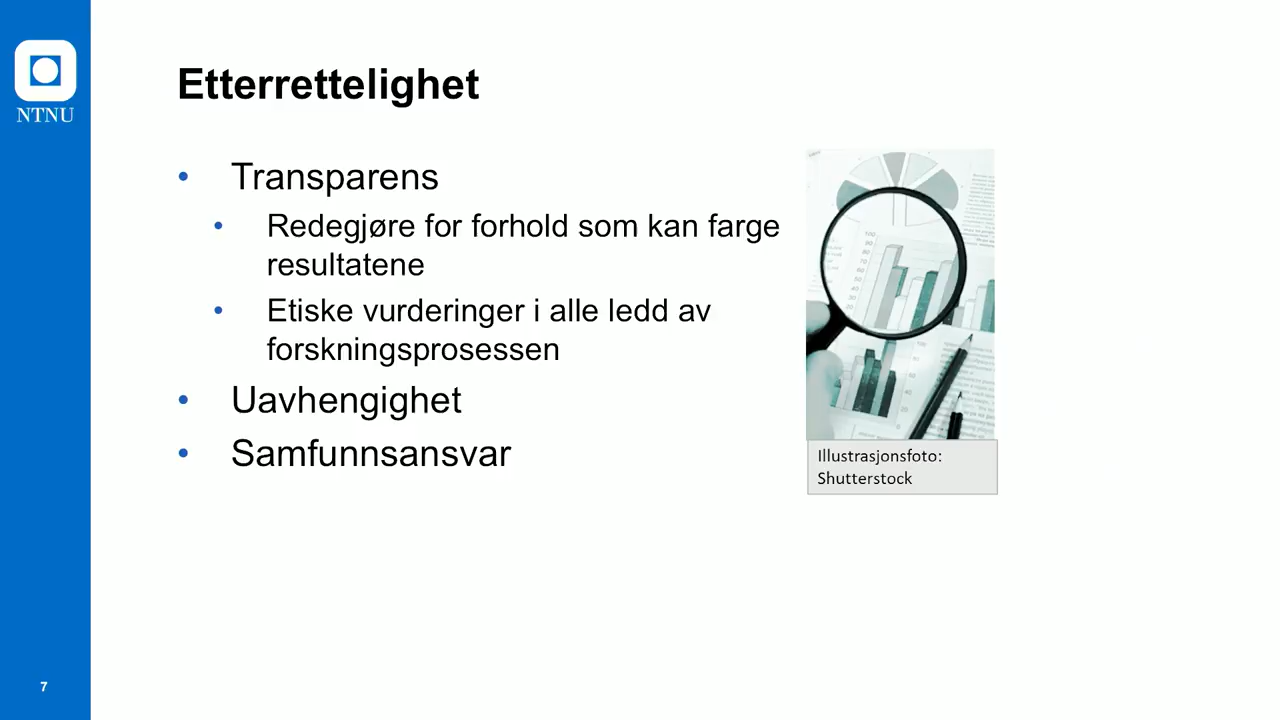 NTNU
Etterrettelighet
• Transparens
• Redegjøre for forhold som kan farge
resultatene
• Etiske vurderinger i alle ledd av
forskningsprosessen
• Uavhengighet
• Samfunnsansvar
Illustrasjonsfoto:
Shutterstock
7